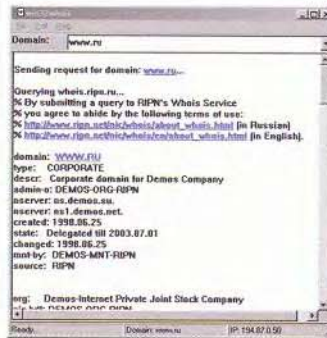 win32whois
Domain: www.ru
Sending request for domain: www.ru...
Querying whois.ripn.ru...
% By submitting a query to RIPN's Whois Service
% you agree to abide by the following terms of use:
% http://www.ripn.net/nic/whois/about_whois.html (in Russian)
% http://www.ripn.net/nic/whois/en/about_whois.html (in English).
domain: WWW.RU
type: CORPORATE
descr: Corporate domain for Demos Company
admin-o: DEMOS-ORG-RIPN
nserver: ns.demos.su.
nserver: ns1.demos.net.
created: 1998.06.25
state: Delegated till 2003.07.01
changed: 1998.06.25
mnt-by: DEMOS-MNT-RIPN
source: RIPN
org: Demos-Internet Private Joint Stock Company
Ready. Domain: www.ru IP: 194.87.0.50